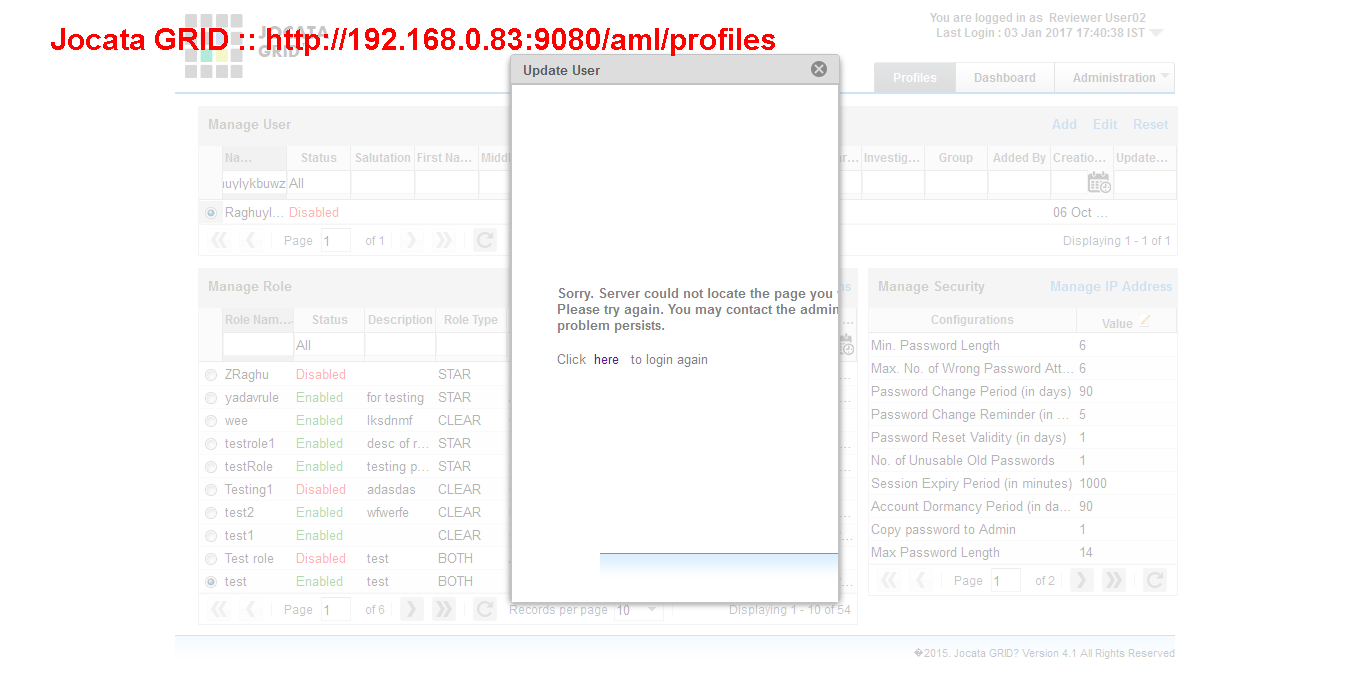 You are logged in as Reviewer User02
JOCATA
Last Login : 03 Jan 2017 17:40:38 IST
Jocata GRID :: http://192.168.0.83:9080/aml/profiles
GRID
Update User
Profiles Dashboard Administration
Manage User Add Edit Reset
Na... Status Salutation First Na... Investig... Group Added By Creatio... Update...
uylykbuwz All
Raghuyl... Disabled 06 Oct ...
Page 1 of 1 Displaying 1 - 1 of 1
Manage Role Manage Security Manage IP Address
Sorry. Server could not locate the page you
Please try again. You may contact the admin
problem persists.
Click here to login again
Role Nam... Status Description Role Type Configurations Value
All Min. Password Length 6
Max. No. of Wrong Password Att... 6
ZRaghu Disabled STAR
Password Change Period (in days) 90
yadavrule Enabled for testing STAR
Password Change Reminder (in ... 5
wee Enabled lksdnmf CLEAR
Password Reset Validity (in days) 1
testrole1 Enabled desc of r... STAR
No. of Unusable Old Passwords 1
testRole Enabled testing p... STAR
Session Expiry Period (in minutes) 1000
Testing1 Disabled adasdas CLEAR
Account Dormancy Period (in da... 90
test2 Enabled wfwerfe CLEAR
Copy password to Admin 1
test1 Enabled CLEAR
Max Password Length 14
Test role Disabled test BOTH
test Enabled test BOTH
Page 1 of 2
Page 1 of 6 Records per page 10 Displaying 1 - 10 of 54
�2015. Jocata GRID? Version 4.1 All Rights Reserved